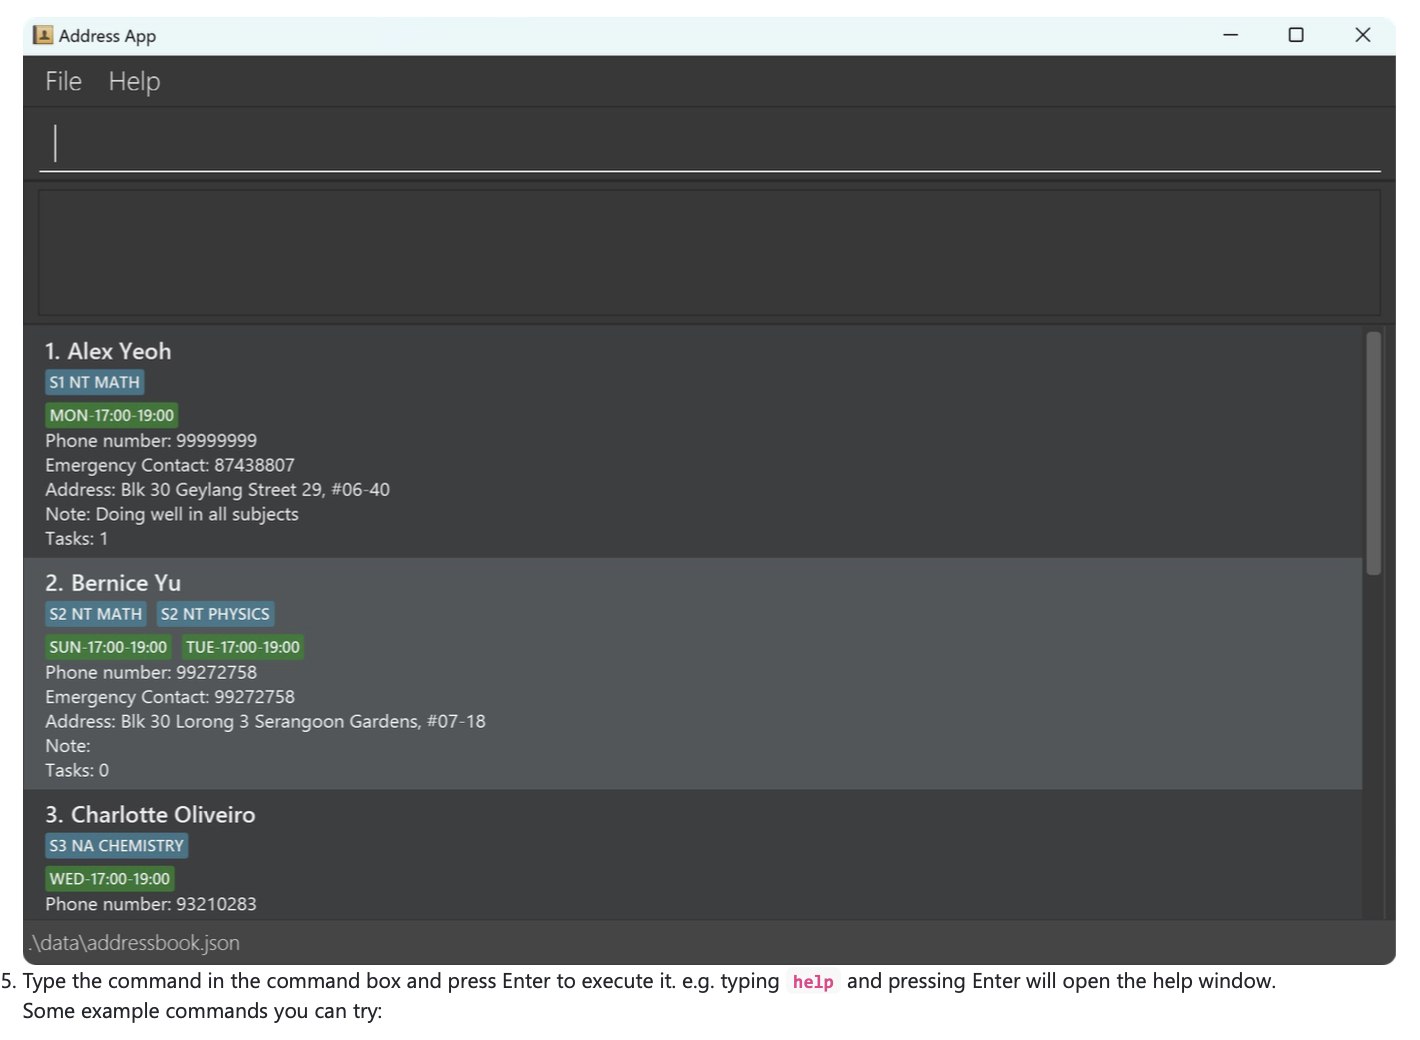 Address App
File Help
1. Alex Yeoh
S1 NT MATH
MON-17:00-19:00
Phone number: 99999999
Emergency Contact: 87438807
Address: Blk 30 Geylang Street 29, #06-40
Note: Doing well in all subjects
Tasks: 1
2. Bernice Yu
S2 NT MATH S2 NT PHYSICS
SUN-17:00-19:00 TUE-17:00-19:00
Phone number: 99272758
Emergency Contact: 99272758
Address: Blk 30 Lorong 3 Serangoon Gardens, #07-18
Note:
Tasks: 0
3. Charlotte Oliveiro
S3 NA CHEMISTRY
WED-17:00-19:00
Phone number: 93210283
.\data\addressbook.json
5. Type the command in the command box and press Enter to execute it. e.g. typing help and pressing Enter will open the help window.
Some example commands you can try: